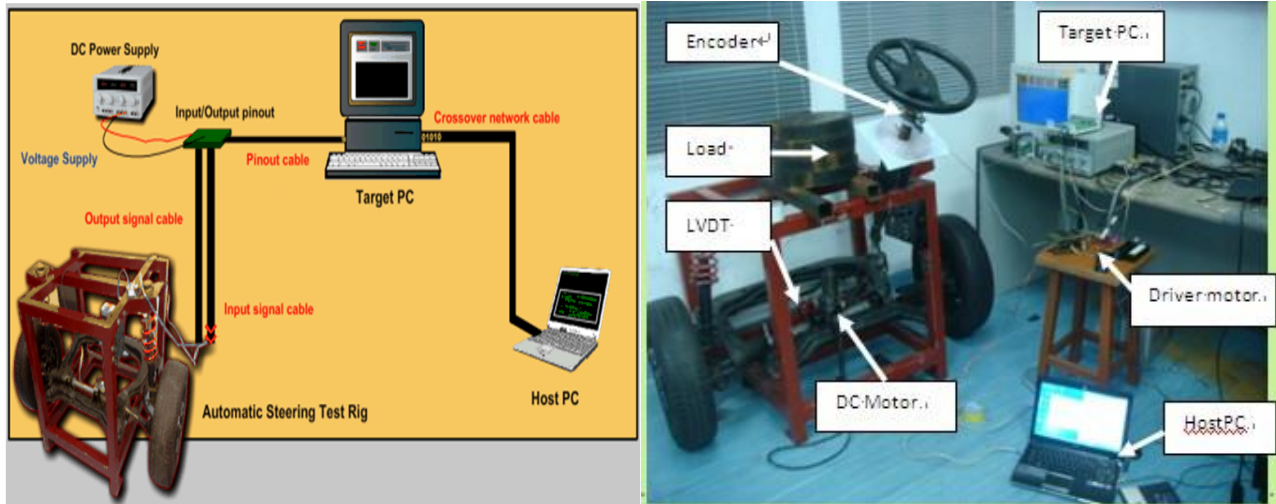 DC Power Supply
Input/Output pinout
Crossover network cable
01010
Voltage Supply
Pinout cable
Target PC
Output signal cable
Input signal cable
Automatic Steering Test Rig
Host PC
Encoder↵
Target·PC.
Load·
LVDT·
Driver·motor.
DC·Motor.
HostPC.